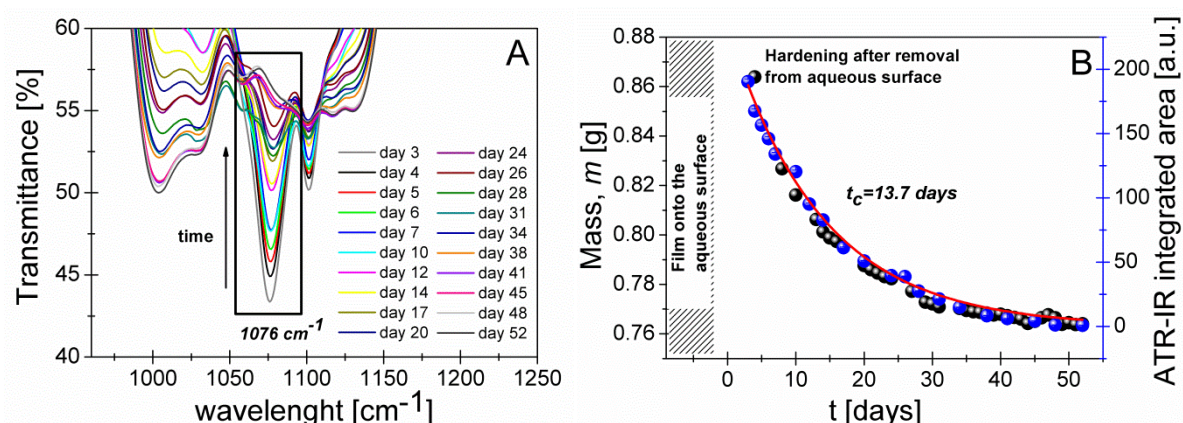 A
Transmittance [%]
60
55
50
45
40
time
1076 cm-1
day 3
day 4
day 5
day 6
day 7
day 10
day 12
day 14
day 17
day 20
day 24
day 26
day 28
day 31
day 34
day 38
day 41
day 45
day 48
day 52
1000 1050 1100 1150 1200 1250
wavelenght [cm-1]
B
Mass, m [g]
0.88
0.86
0.84
0.82
0.80
0.78
0.76
Film onto the
aqueous surface
Hardening after removal
from aqueous surface
tc=13.7 days
0 10 20 30 40 50
t [days]
200
150
100
50
0
ATR-IR integrated area [a.u.]